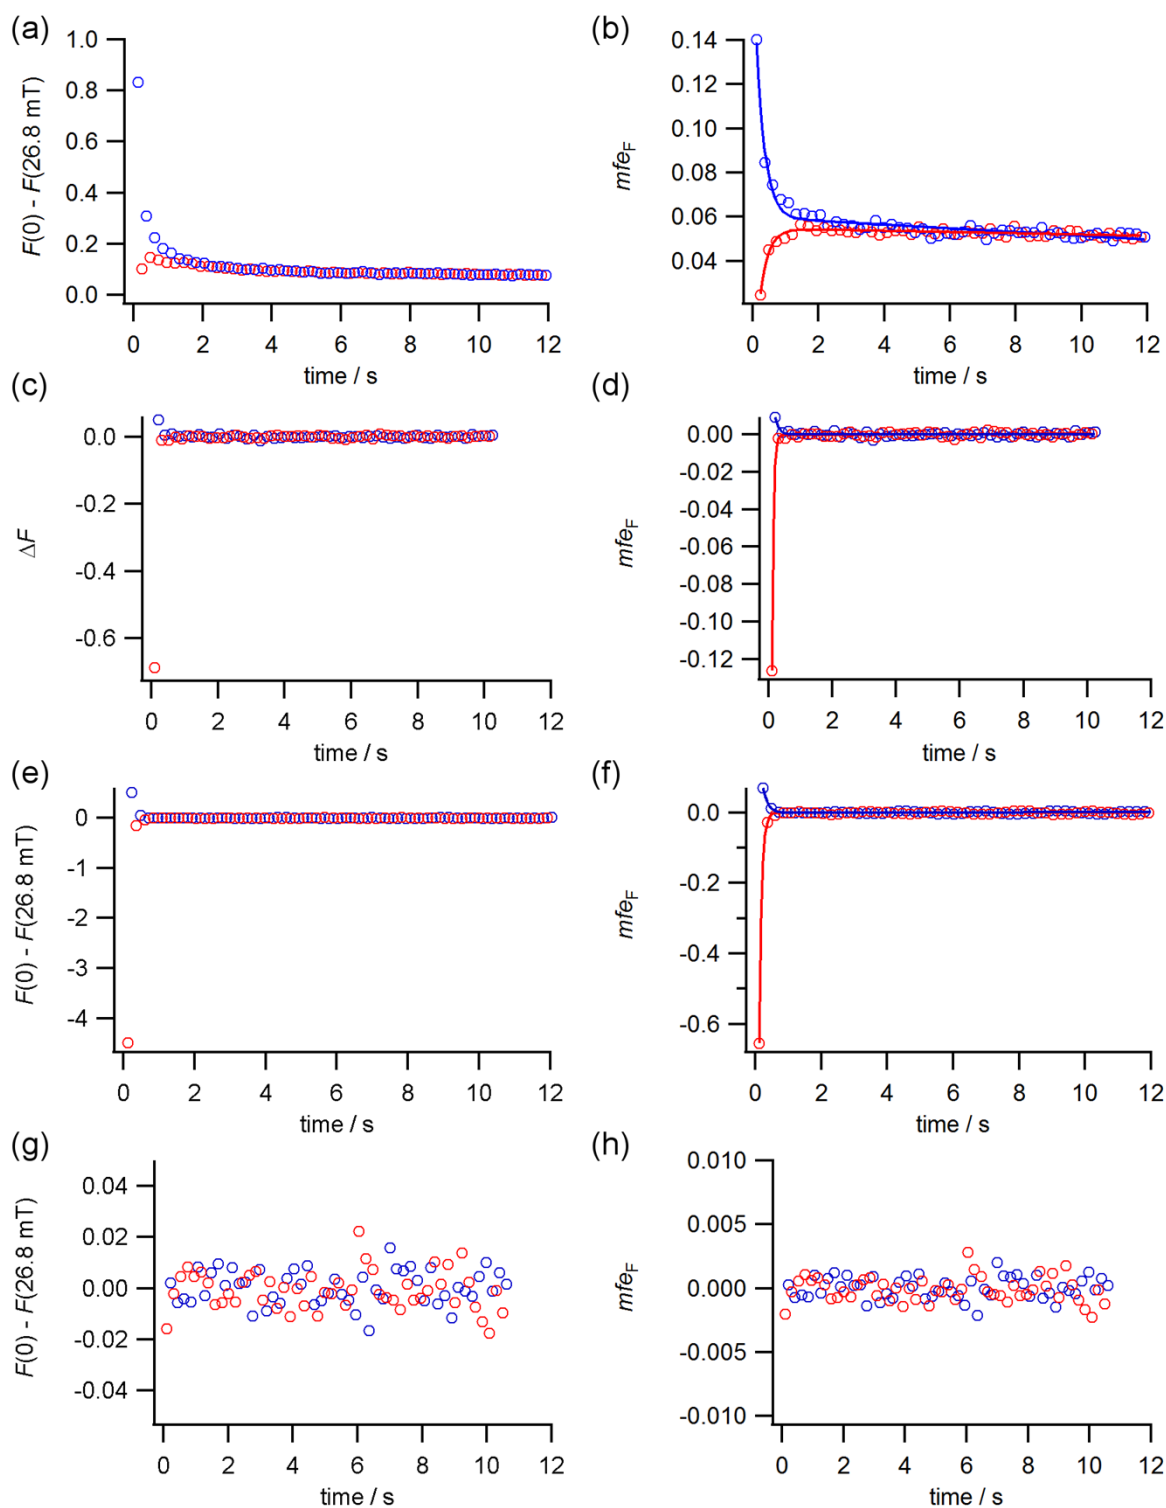 (a)
1.0
0.8
0.6
0.4
0.2
0.0
F(0) - F(26.8 mT)
0 2 4 6 8 10 12
time / s
(b)
0.14
0.12
0.10
0.08
0.06
0.04
mfeF
0 2 4 6 8 10 12
time / s
(c)
0.0
-0.2
-0.4
-0.6
ΔF
0 2 4 6 8 10 12
time / s
(d)
0.00
-0.02
-0.04
-0.06
-0.08
-0.10
-0.12
mfeF
0 2 4 6 8 10 12
time / s
(e)
0
-1
-2
-3
-4
F(0) - F(26.8 mT)
0 2 4 6 8 10 12
time / s
(f)
0.0
-0.2
-0.4
-0.6
mfeF
0 2 4 6 8 10 12
time / s
(g)
0.04
0.02
0.00
-0.02
-0.04
F(0) - F(26.8 mT)
0 2 4 6 8 10 12
time / s
(h)
0.010
0.005
0.000
-0.005
-0.010
mfeF
0 2 4 6 8 10 12
time / s